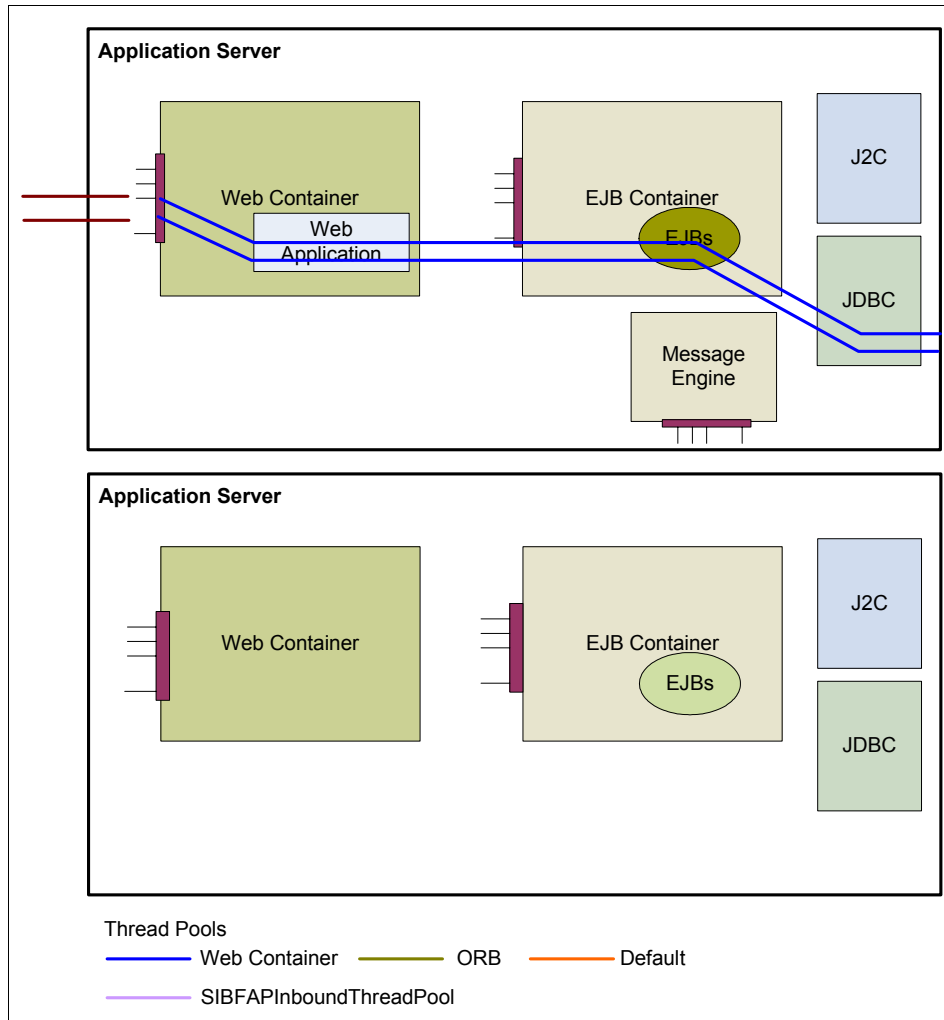 Application Server
Web Container
Web
Application
EJB Container
EJBs
J2C
JDBC
Message
Engine
Application Server
Web Container
EJB Container
EJBs
J2C
JDBC
Thread Pools
Web Container
ORB
Default
SIBFAPInboundThreadPool